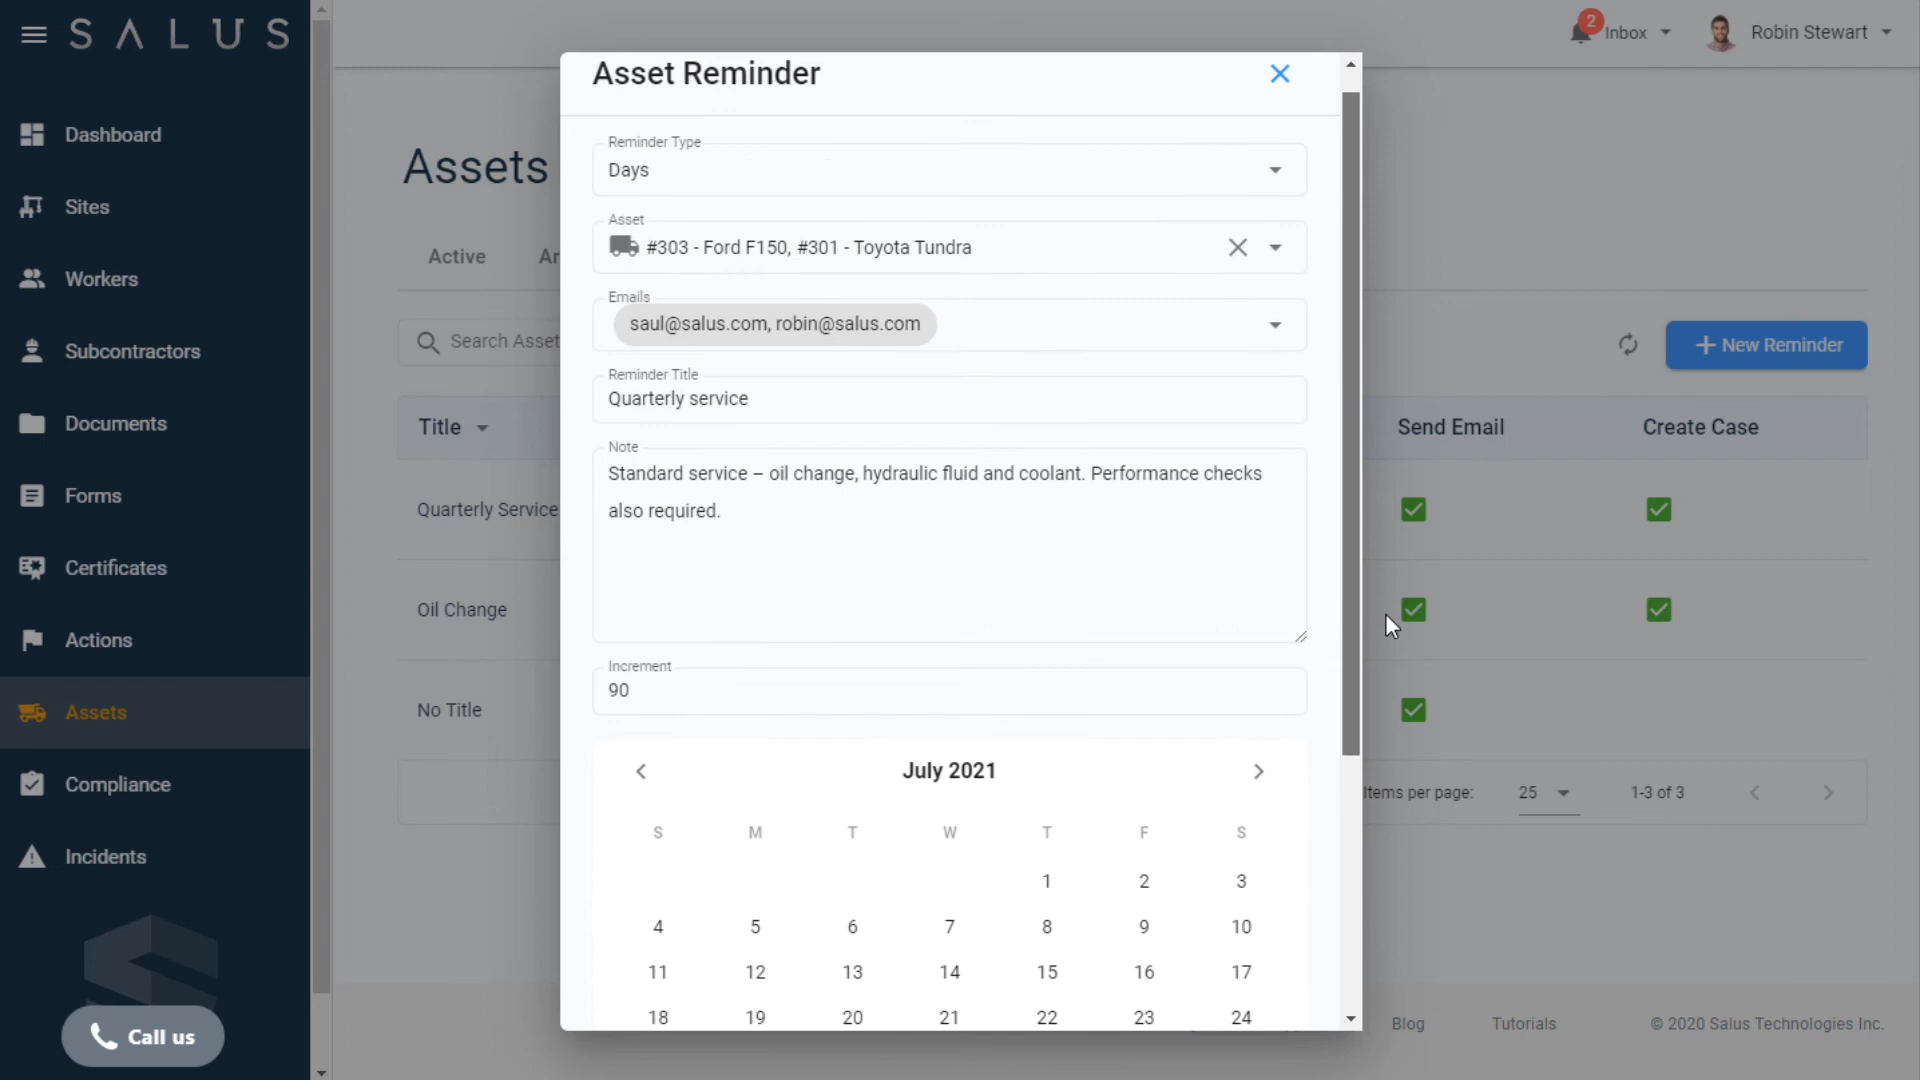 SALUS
Dashboard
Sites
Workers
Subcontractors
Documents
Forms
Certificates
Actions
Assets
Compliance
Incidents
Call us
2
Inbox
Robin Stewart
Assets
Active
Ar
Search Asset
New Reminder
Title
Send Email
Create Case
Quarterly Service
Oil Change
No Title
Items per page:
25
1-3 of 3
Blog
Tutorials
© 2020 Salus Technologies Inc.
Asset Reminder
Reminder Type
Days
Asset
#303 - Ford F150, #301 - Toyota Tundra
Emails
saul@salus.com, robin@salus.com
Reminder Title
Quarterly service
Note
Standard service – oil change, hydraulic fluid and coolant. Performance checks
also required.
Increment
90
July 2021
S M T W T F S
1 2 3
4 5 6 7 8 9 10
11 12 13 14 15 16 17
18 19 20 21 22 23 24